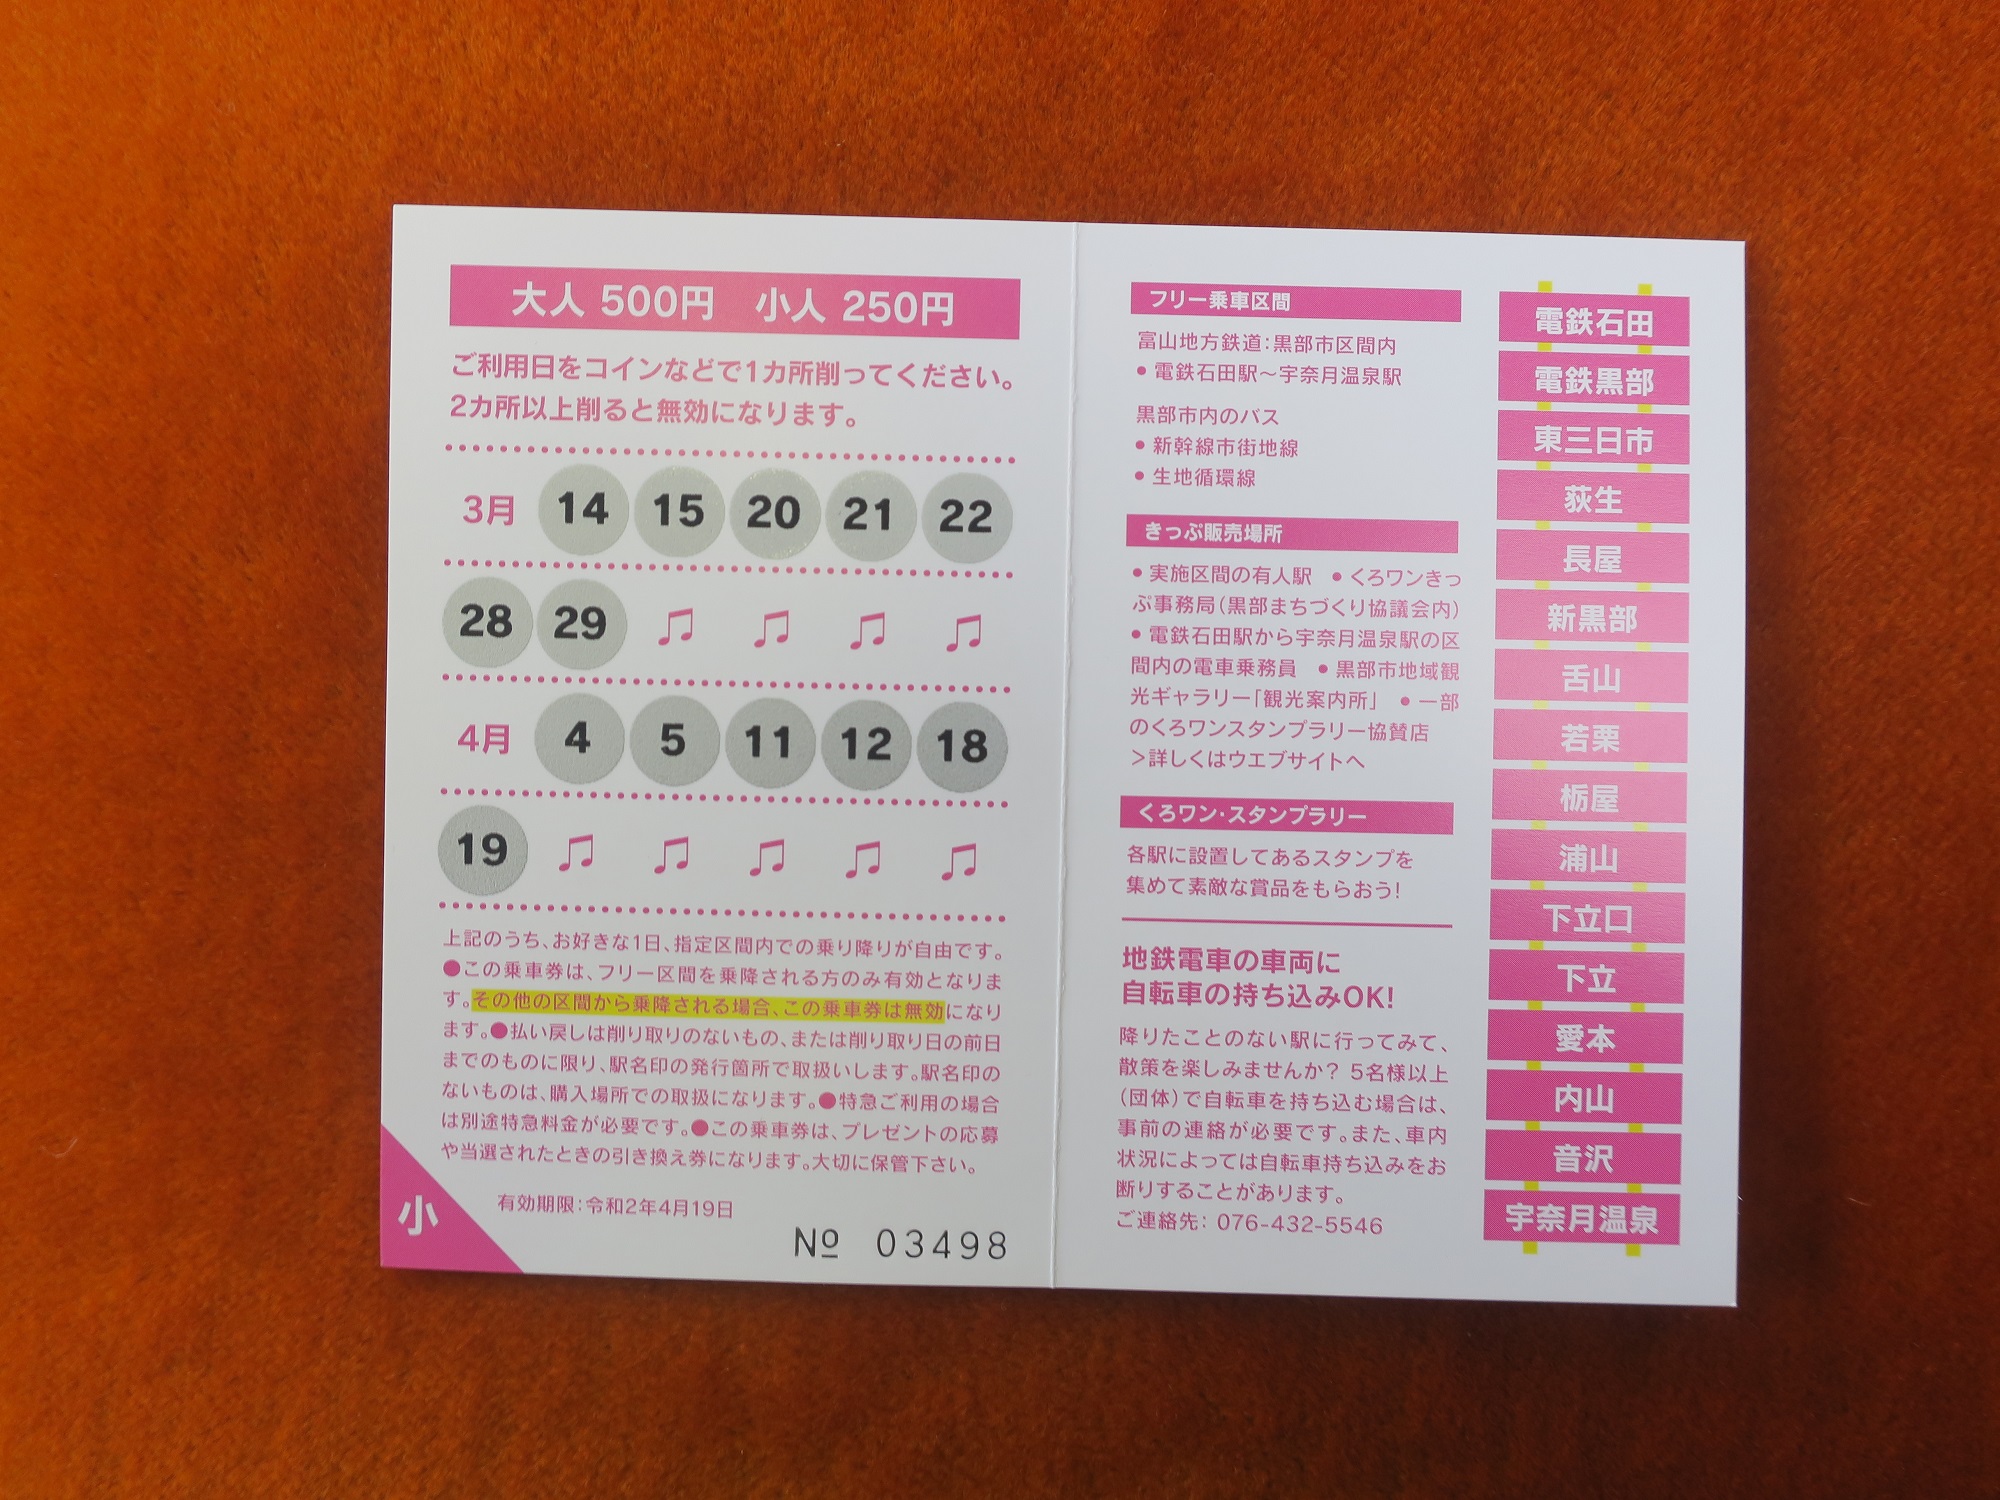 大人 500円　小人 250円
ご利用日をコインなどで1カ所削ってください。
2カ所以上削ると無効になります。
3月 14 15 20 21 22
28 29 ♫ ♫ ♫ ♫
4月 4 5 11 12 18
19 ♫ ♫ ♫ ♫ ♫
上記のうち、お好きな1日、指定区間内での乗り降りが自由です。
●この乗車券は、フリー区間を乗降される方のみ有効となりま
す。その他の区間から乗降される場合、この乗車券は無効になり
ます。●払い戻しは削り取りのないもの、または削り取り日の前日
までのものに限り、駅名印の発行箇所で取扱いします。駅名印の
ないものは、購入場所での取扱になります。●特急ご利用の場合
は別途特急料金が必要です。●この乗車券は、プレゼントの応募
や当選されたときの引き換え券になります。大切に保管下さい。
小
有効期限：令和2年4月19日
No 03498
フリー乗車区間
富山地方鉄道：黒部市区間内
● 電鉄石田駅～宇奈月温泉駅
黒部市内のバス
● 新幹線市街地線
● 生地循環線
きっぷ販売場所
● 実施区間の有人駅　● くろワンきっ
ぷ事務局（黒部まちづくり協議会内）
● 電鉄石田駅から宇奈月温泉駅の区
間内の電車乗務員　● 黒部市地域観
光ギャラリー「観光案内所」　● 一部
のくろワンスタンプラリー協賛店
＞詳しくはウエブサイトへ
くろワン・スタンプラリー
各駅に設置してあるスタンプを
集めて素敵な賞品をもらおう！
地鉄電車の車両に
自転車の持ち込みOK！
降りたことのない駅に行ってみて、
散策を楽しみませんか？ 5名様以上
（団体）で自転車を持ち込む場合は、
事前の連絡が必要です。また、車内
状況によっては自転車持ち込みをお
断りすることがあります。
ご連絡先： 076-432-5546
電鉄石田
電鉄黒部
東三日市
荻生
長屋
新黒部
舌山
若栗
栃屋
浦山
下立口
下立
愛本
内山
音沢
宇奈月温泉